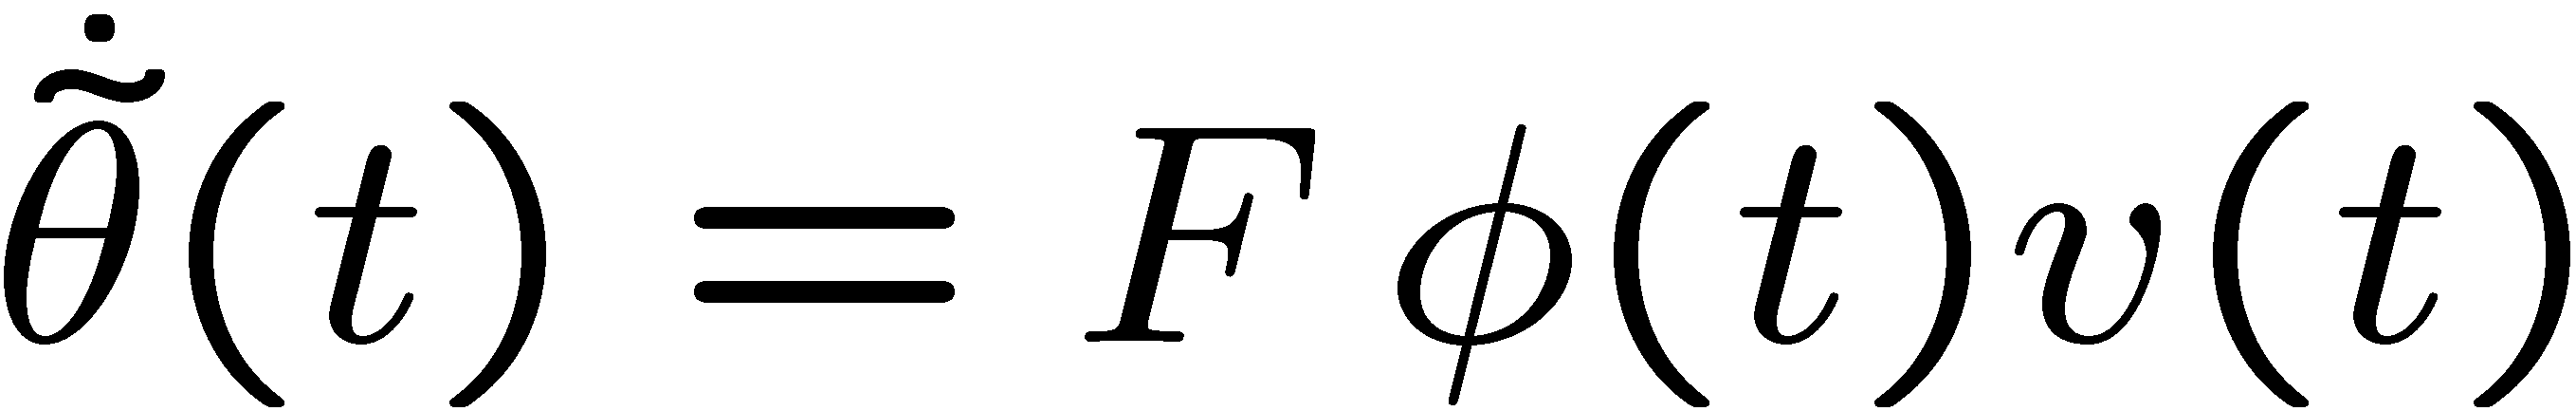 $\dot{\tilde{\theta}}(t) = F \phi(t) v(t)$